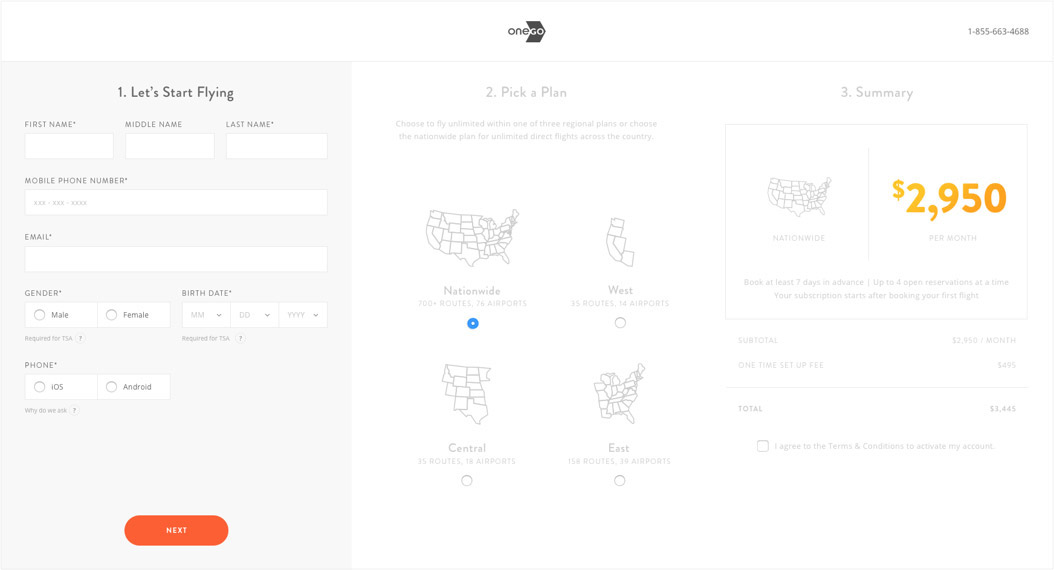 oneGO
1-855-663-4688
1. Let's Start Flying
FIRST NAME*
MIDDLE NAME
LAST NAME*
MOBILE PHONE NUMBER*
xxx - xxx - xxxx
EMAIL*
GENDER*
BIRTH DATE*
Male
Female
MM
DD
YYYY
Required for TSA ?
Required for TSA ?
PHONE*
iOS
Android
Why do we ask ?
NEXT
2. Pick a Plan
Choose to fly unlimited within one of three regional plans or choose
the nationwide plan for unlimited direct flights across the country.
Nationwide
700+ ROUTES, 76 AIRPORTS
West
35 ROUTES, 14 AIRPORTS
Central
35 ROUTES, 18 AIRPORTS
East
158 ROUTES, 39 AIRPORTS
3. Summary
NATIONWIDE
$2,950
PER MONTH
Book at least 7 days in advance | Up to 4 open reservations at a time
Your subscription starts after booking your first flight
SUBTOTAL
$2,950 / MONTH
ONE TIME SET UP FEE
$495
TOTAL
$3,445
I agree to the Terms & Conditions to activate my account.